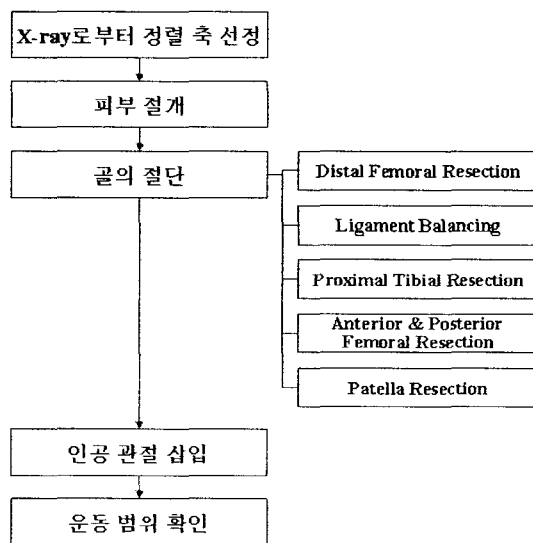 X-ray로부터 정렬 축 선정
피부 절개
골의 절단
Distal Femoral Resection
Ligament Balancing
Proximal Tibial Resection
Anterior & Posterior
Femoral Resection
Patella Resection
인공 관절 삽입
운동 범위 확인